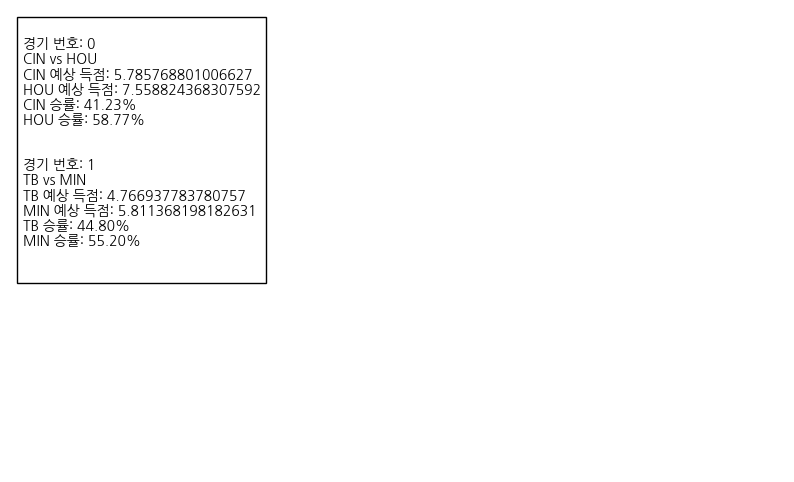 경기 번호: 0
CIN vs HOU
CIN 예상 득점: 5.785768801006627
HOU 예상 득점: 7.558824368307592
CIN 승률: 41.23%
HOU 승률: 58.77%
경기 번호: 1
TB vs MIN
TB 예상 득점: 4.766937783780757
MIN 예상 득점: 5.811368198182631
TB 승률: 44.80%
MIN 승률: 55.20%